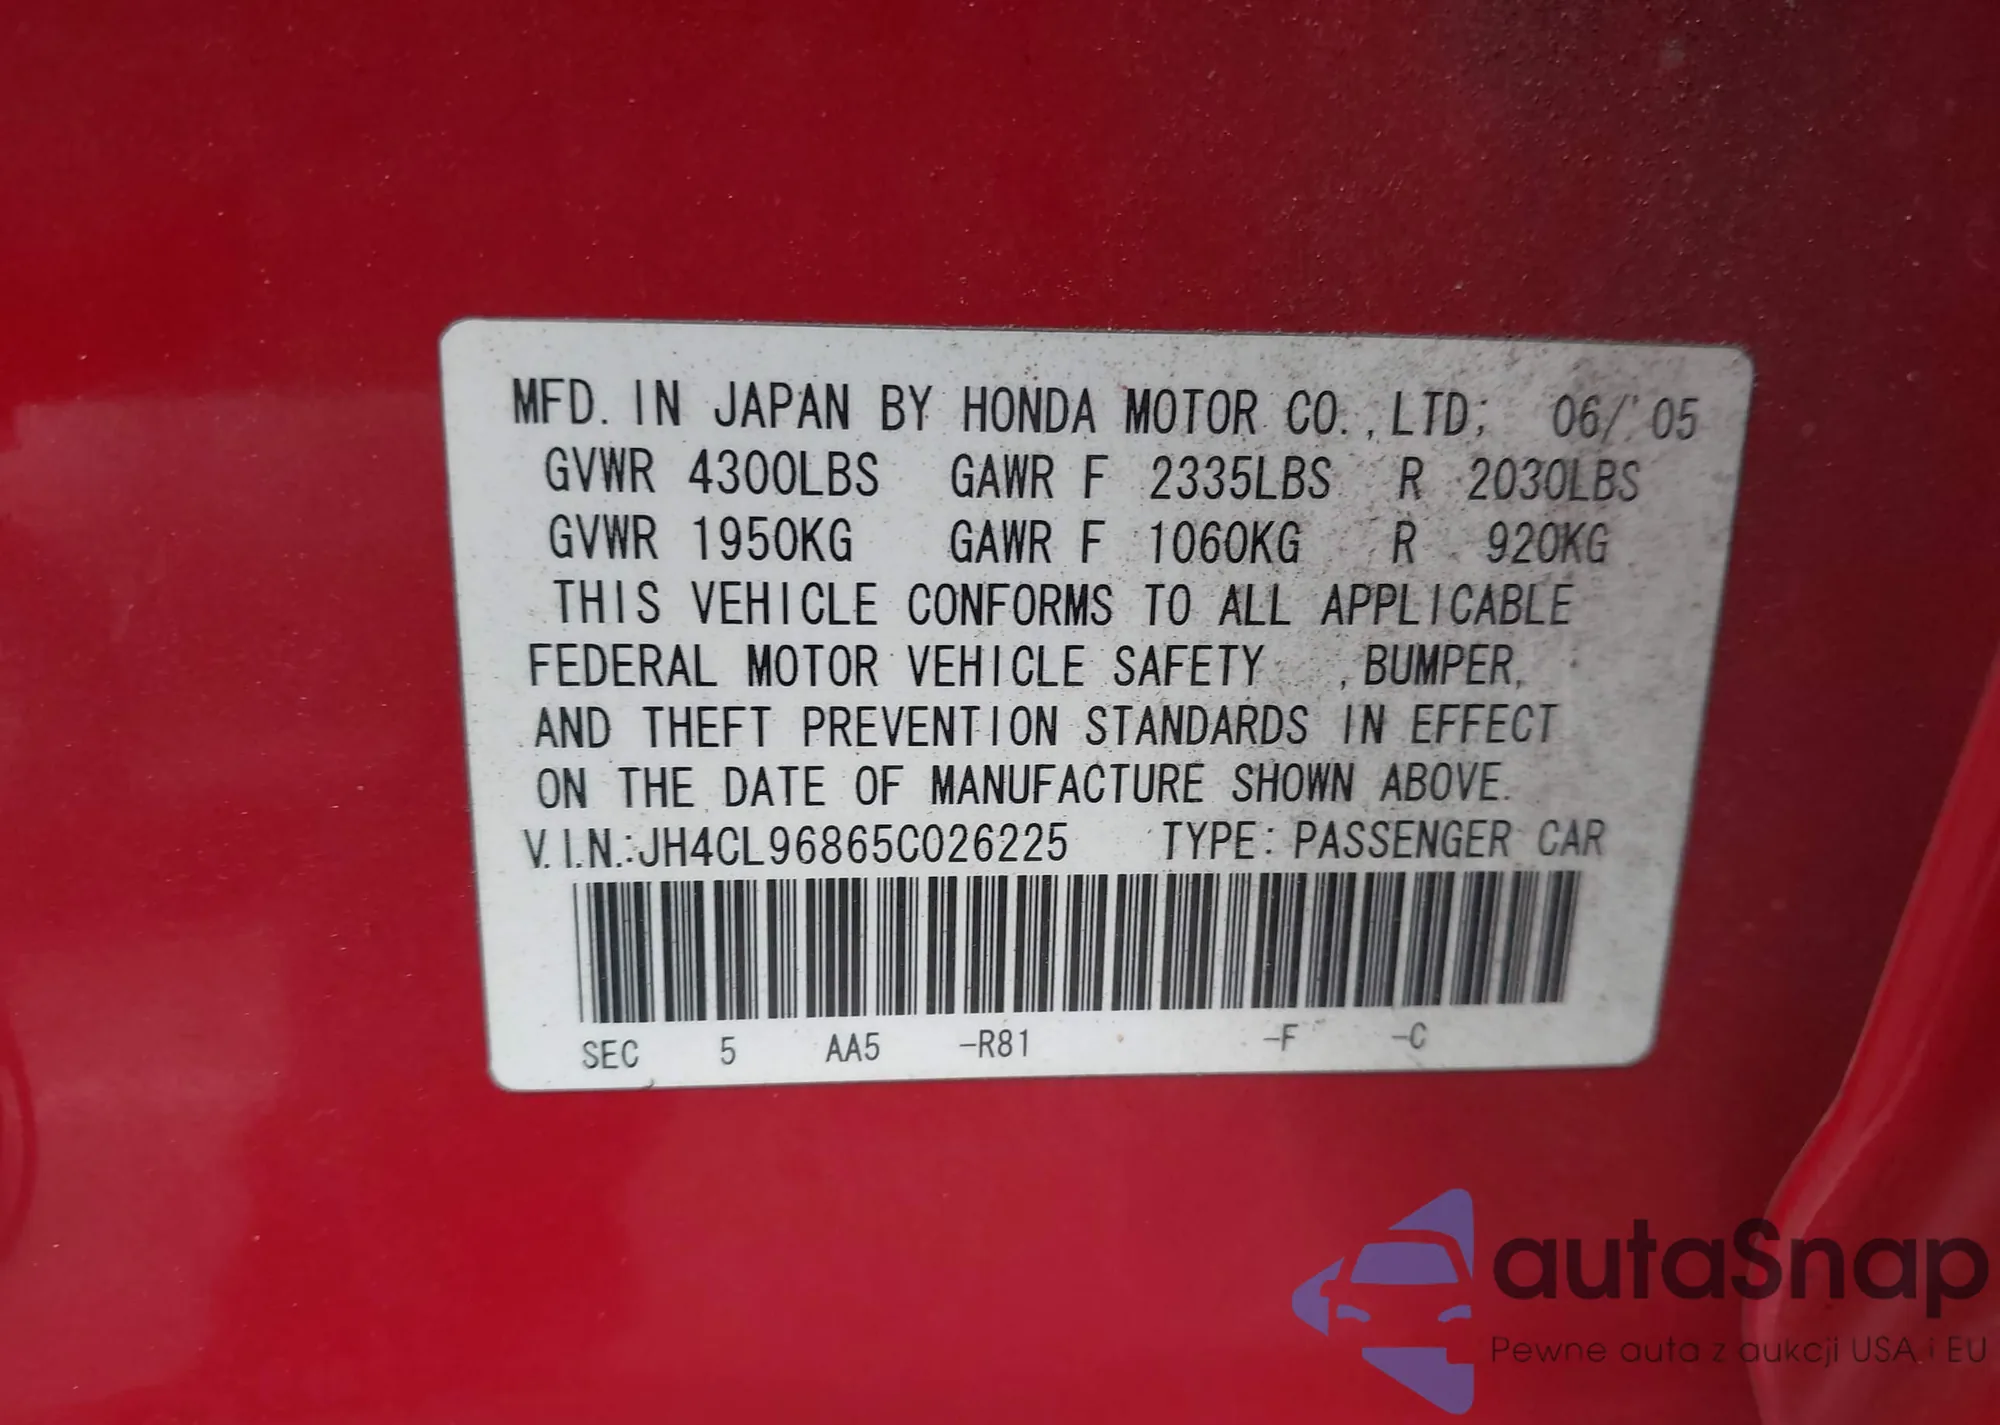 MFD. IN JAPAN BY HONDA MOTOR CO.,LTD; 06/'05
GVWR 4300LBS GAWR F 2335LBS R 2030LBS
GVWR 1950KG GAWR F 1060KG R 920KG
THIS VEHICLE CONFORMS TO ALL APPLICABLE
FEDERAL MOTOR VEHICLE SAFETY , BUMPER,
AND THEFT PREVENTION STANDARDS IN EFFECT
ON THE DATE OF MANUFACTURE SHOWN ABOVE.
V.I.N.:JH4CL96865C026225 TYPE: PASSENGER CAR
SEC 5 AA5 -R81 -F -C
autaSnap
Pewne auta z aukcji USA i EU